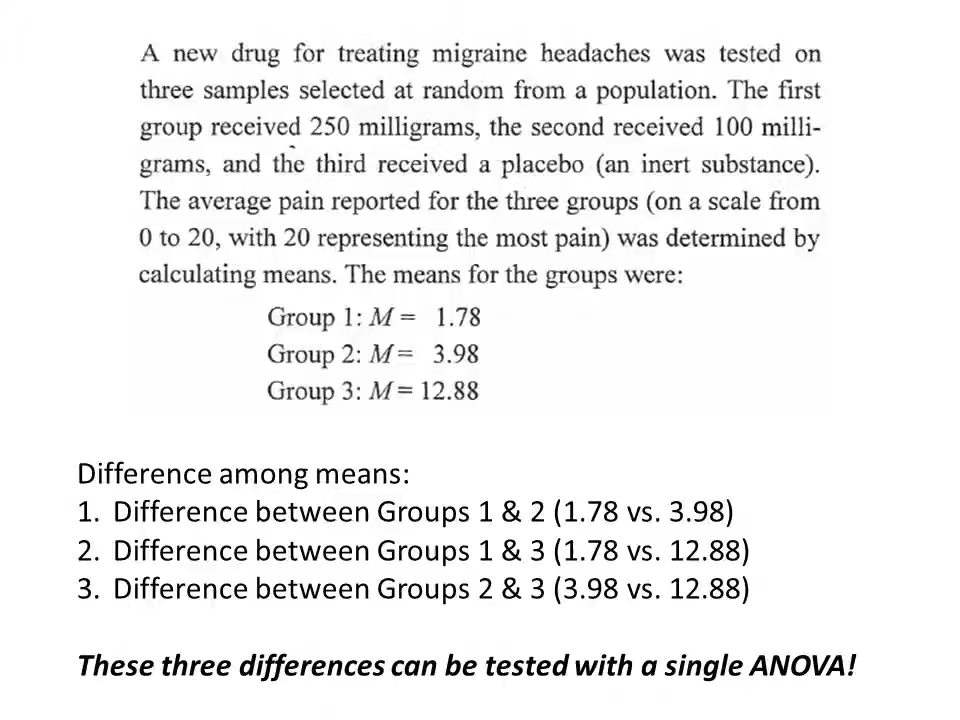 A new drug for treating migraine headaches was tested on
three samples selected at random from a population. The first
group received 250 milligrams, the second received 100 milli-
grams, and the third received a placebo (an inert substance).
The average pain reported for the three groups (on a scale from
0 to 20, with 20 representing the most pain) was determined by
calculating means. The means for the groups were:
Group 1: M = 1.78
Group 2: M = 3.98
Group 3: M = 12.88
Difference among means:
1. Difference between Groups 1 & 2 (1.78 vs. 3.98)
2. Difference between Groups 1 & 3 (1.78 vs. 12.88)
3. Difference between Groups 2 & 3 (3.98 vs. 12.88)
These three differences can be tested with a single ANOVA!